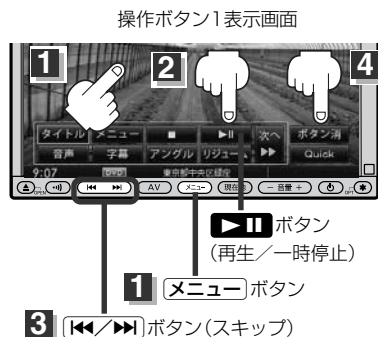 操作ボタン1表示画面
1
2
4
タイトル メニュー ■ ▶II 次へ ボタン消
音声 字幕 アングル リジューム ▶▶ Quick
9:07 DVD 東京都中央区銀座
OPEN |◀◀ ▶▶| AV メニュー 現在地 − 音量 + OPT ✱
▶II ボタン
(再生/一時停止)
1 メニュー ボタン
3 |◀◀/▶▶| ボタン(スキップ)